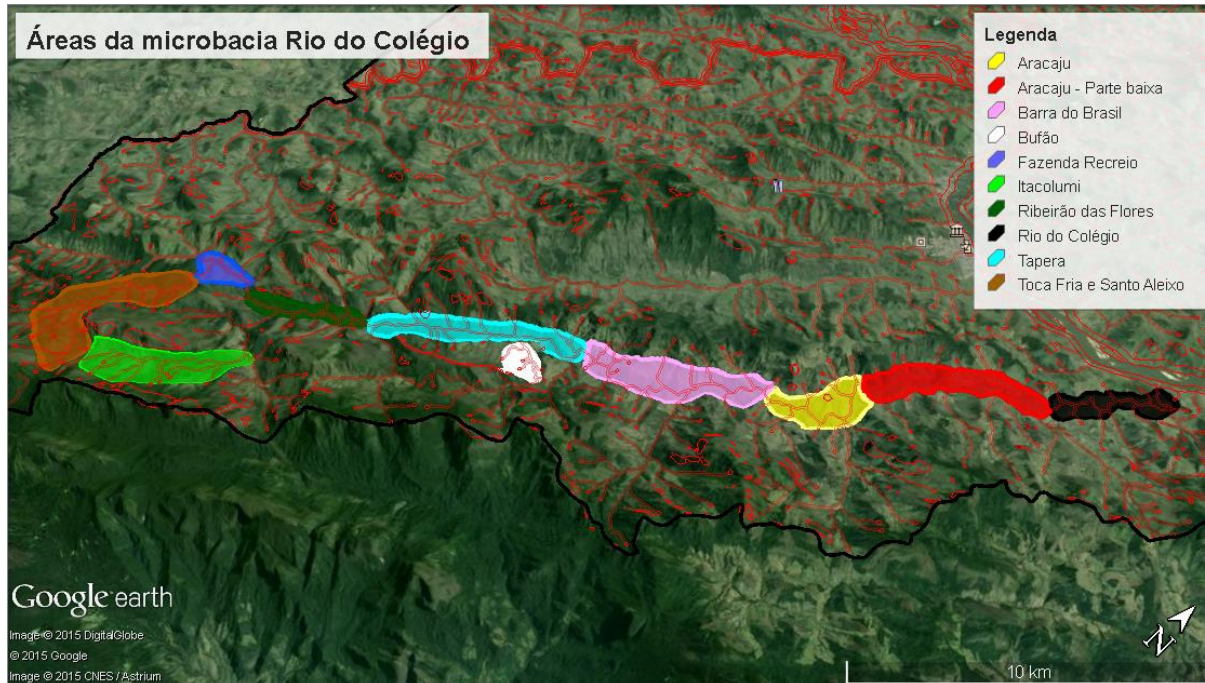 Áreas da microbacia Rio do Colégio
Legenda
Aracaju
Aracaju - Parte baixa
Barra do Brasil
Bufão
Fazenda Recreio
Itacolumi
Ribeirão das Flores
Rio do Colégio
Tapera
Toca Fria e Santo Aleixo
Google earth
Image © 2015 DigitalGlobe
© 2015 Google
Image © 2015 CNES / Astrium
N
10 km